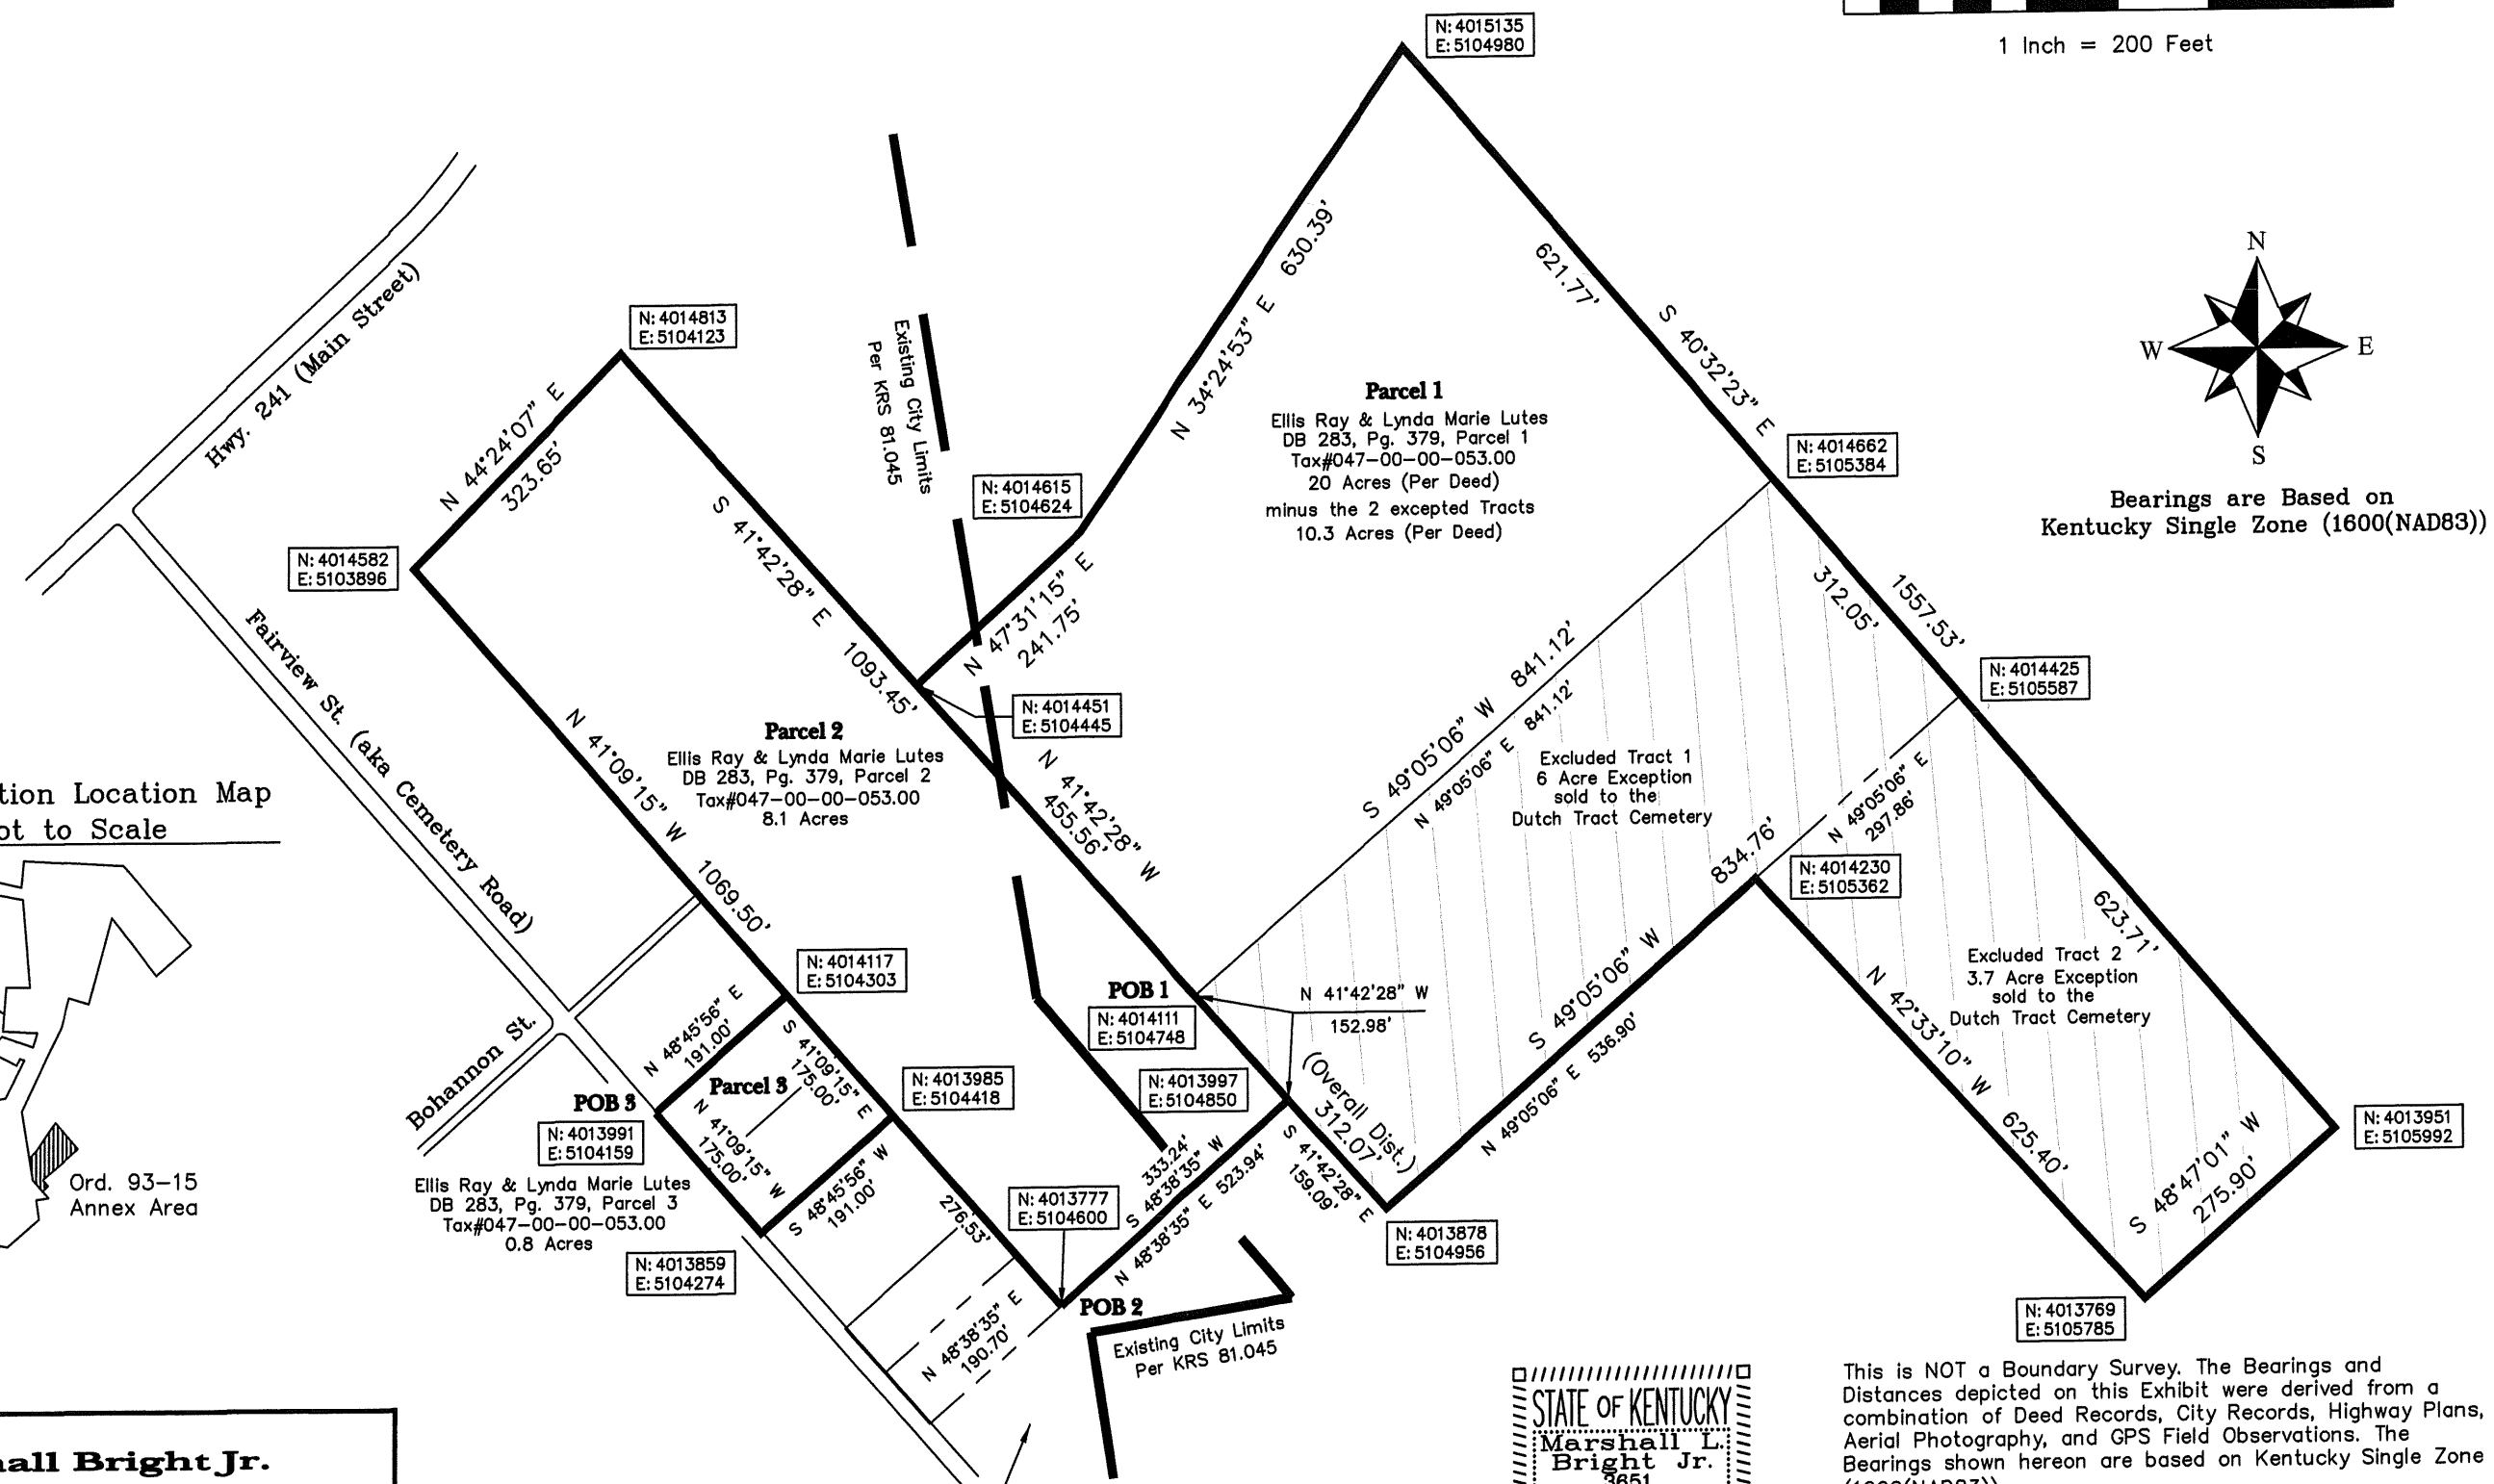 1 Inch = 200 Feet
N: 4015135
E: 5104980
N: 4014813
E: 5104123
N: 4014582
E: 5103896
N: 4014615
E: 5104624
N: 4014662
E: 5105384
N: 4014451
E: 5104445
N: 4014425
E: 5105587
N: 4014230
E: 5105362
N: 4014117
E: 5104303
N: 4014111
E: 5104748
N: 4013985
E: 5104418
N: 4013997
E: 5104850
N: 4013991
E: 5104159
N: 4013777
E: 5104600
N: 4013878
E: 5104956
N: 4013859
E: 5104274
N: 4013951
E: 5105992
N: 4013769
E: 5105785
N
W
E
S
Bearings are Based on
Kentucky Single Zone (1600(NAD83))
Hwy. 241 (Main Street)
Fairview St. (aka Cemetery Road)
Bohannon St.
Existing City Limits
Per KRS 81.045
N 44°24'07" E
323.65'
S 41°42'28" E 1093.45'
N 34°24'53" E 630.39'
N 47°31'15" E
241.75'
621.77'
S 40°32'23" E
1557.53'
312.05'
623.71'
Parcel 1
Ellis Ray & Lynda Marie Lutes
DB 283, Pg. 379, Parcel 1
Tax#047-00-00-053.00
20 Acres (Per Deed)
minus the 2 excepted Tracts
10.3 Acres (Per Deed)
Parcel 2
Ellis Ray & Lynda Marie Lutes
DB 283, Pg. 379, Parcel 2
Tax#047-00-00-053.00
8.1 Acres
N 41°09'15" W 1069.50'
N 41°42'28" W
455.56'
S 49°05'06" W 841.12'
N 49°05'06" E 841.12'
Excluded Tract 1
6 Acre Exception
sold to the
Dutch Tract Cemetery
N 49°05'06" E
297.86'
834.76'
S 49°05'06" W
N 49°05'06" E 536.90'
Excluded Tract 2
3.7 Acre Exception
sold to the
Dutch Tract Cemetery
N 42°33'10" W 625.40'
S 48°47'01" W
275.90'
POB 1
N 41°42'28" W
152.98'
(Overall Dist.)
312.07'
S 41°42'28" E
159.09'
333.24'
S 48°38'35" W
N 48°38'35" E 523.94'
POB 2
N 48°45'56" E
191.00'
S 41°09'15" E
175.00'
Parcel 3
N 41°09'15" W
175.00'
S 48°45'56" W
191.00'
POB 3
Ellis Ray & Lynda Marie Lutes
DB 283, Pg. 379, Parcel 3
Tax#047-00-00-053.00
0.8 Acres
276.53'
N 48°38'35" E
190.70'
Existing City Limits
Per KRS 81.045
tion Location Map
ot to Scale
Ord. 93-15
Annex Area
all Bright Jr.
STATE OF KENTUCKY
Marshall L.
Bright Jr.
3651
This is NOT a Boundary Survey. The Bearings and
Distances depicted on this Exhibit were derived from a
combination of Deed Records, City Records, Highway Plans,
Aerial Photography, and GPS Field Observations. The
Bearings shown hereon are based on Kentucky Single Zone